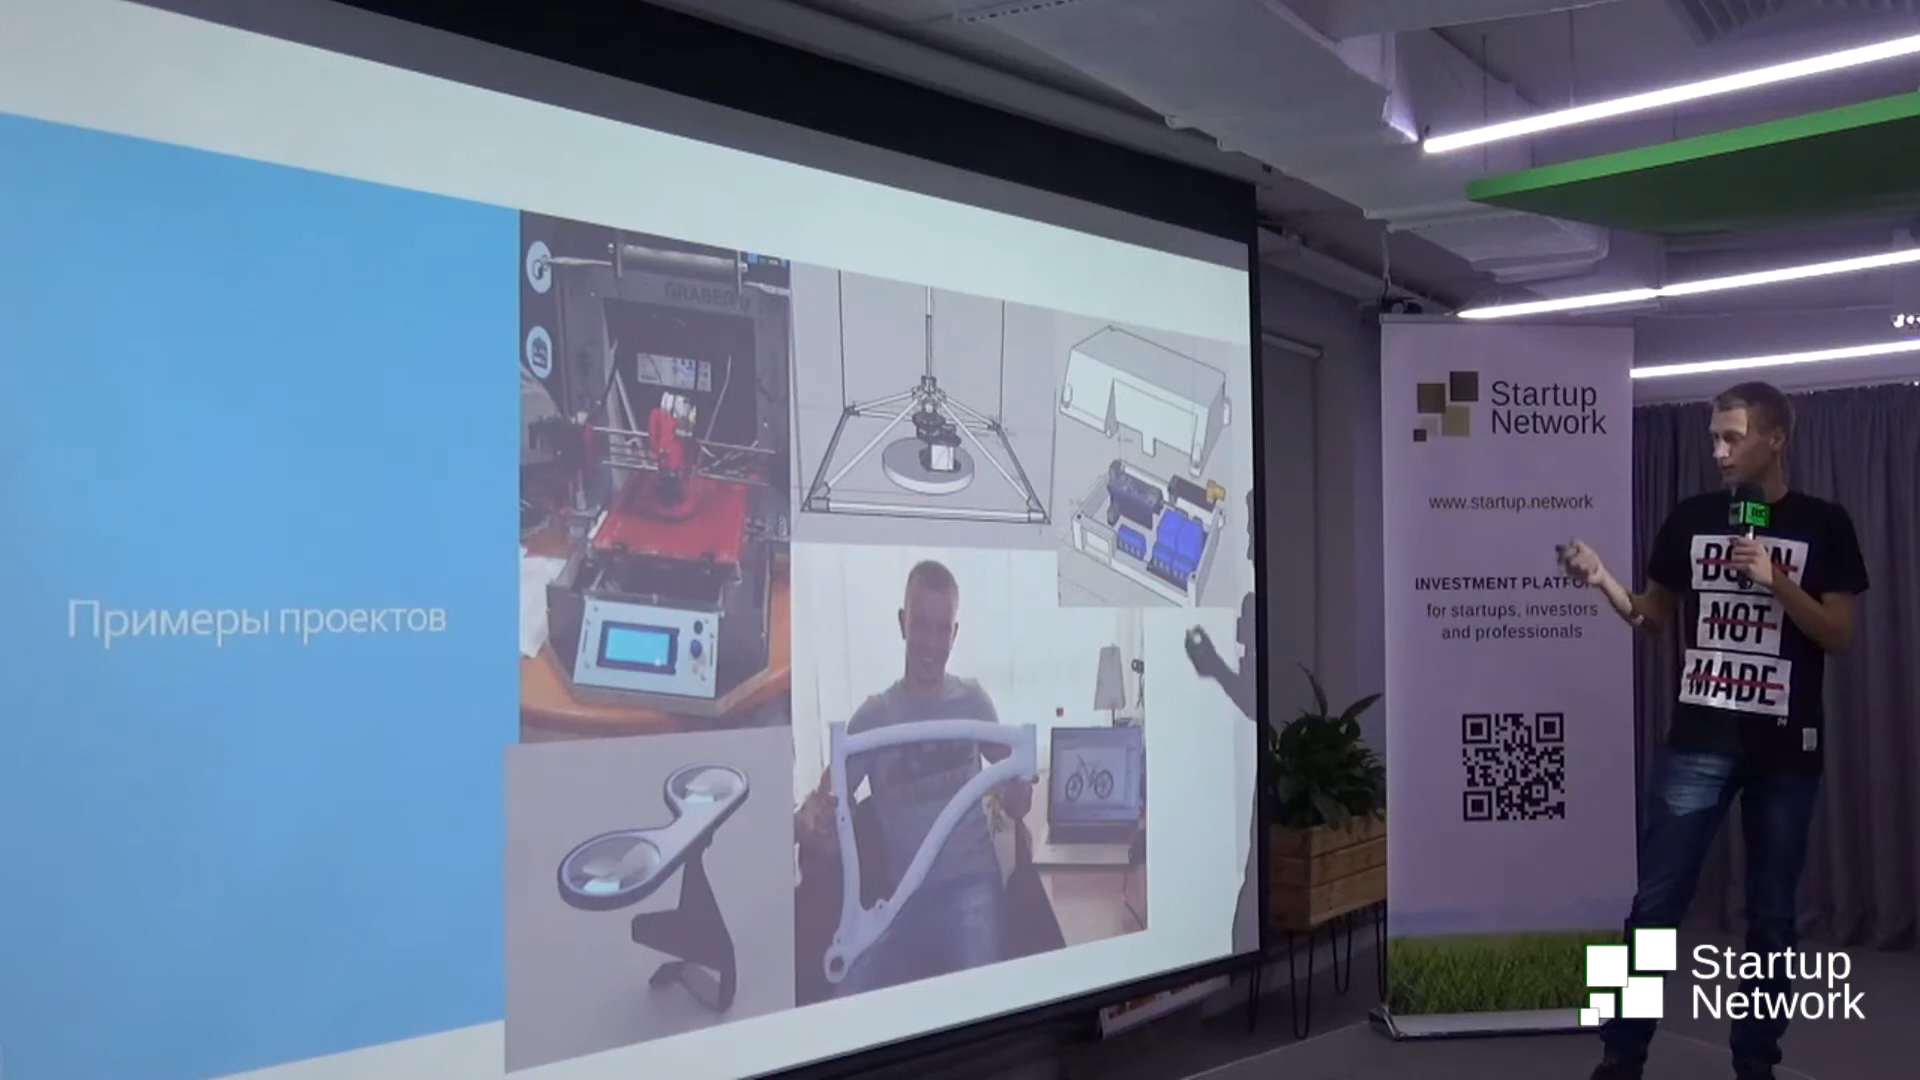 Примеры проектов
GRABER
Startup
Network
www.startup.network
INVESTMENT PLATFO
for startups, investors
and professionals
BORN
NOT
MADE
Startup
Network